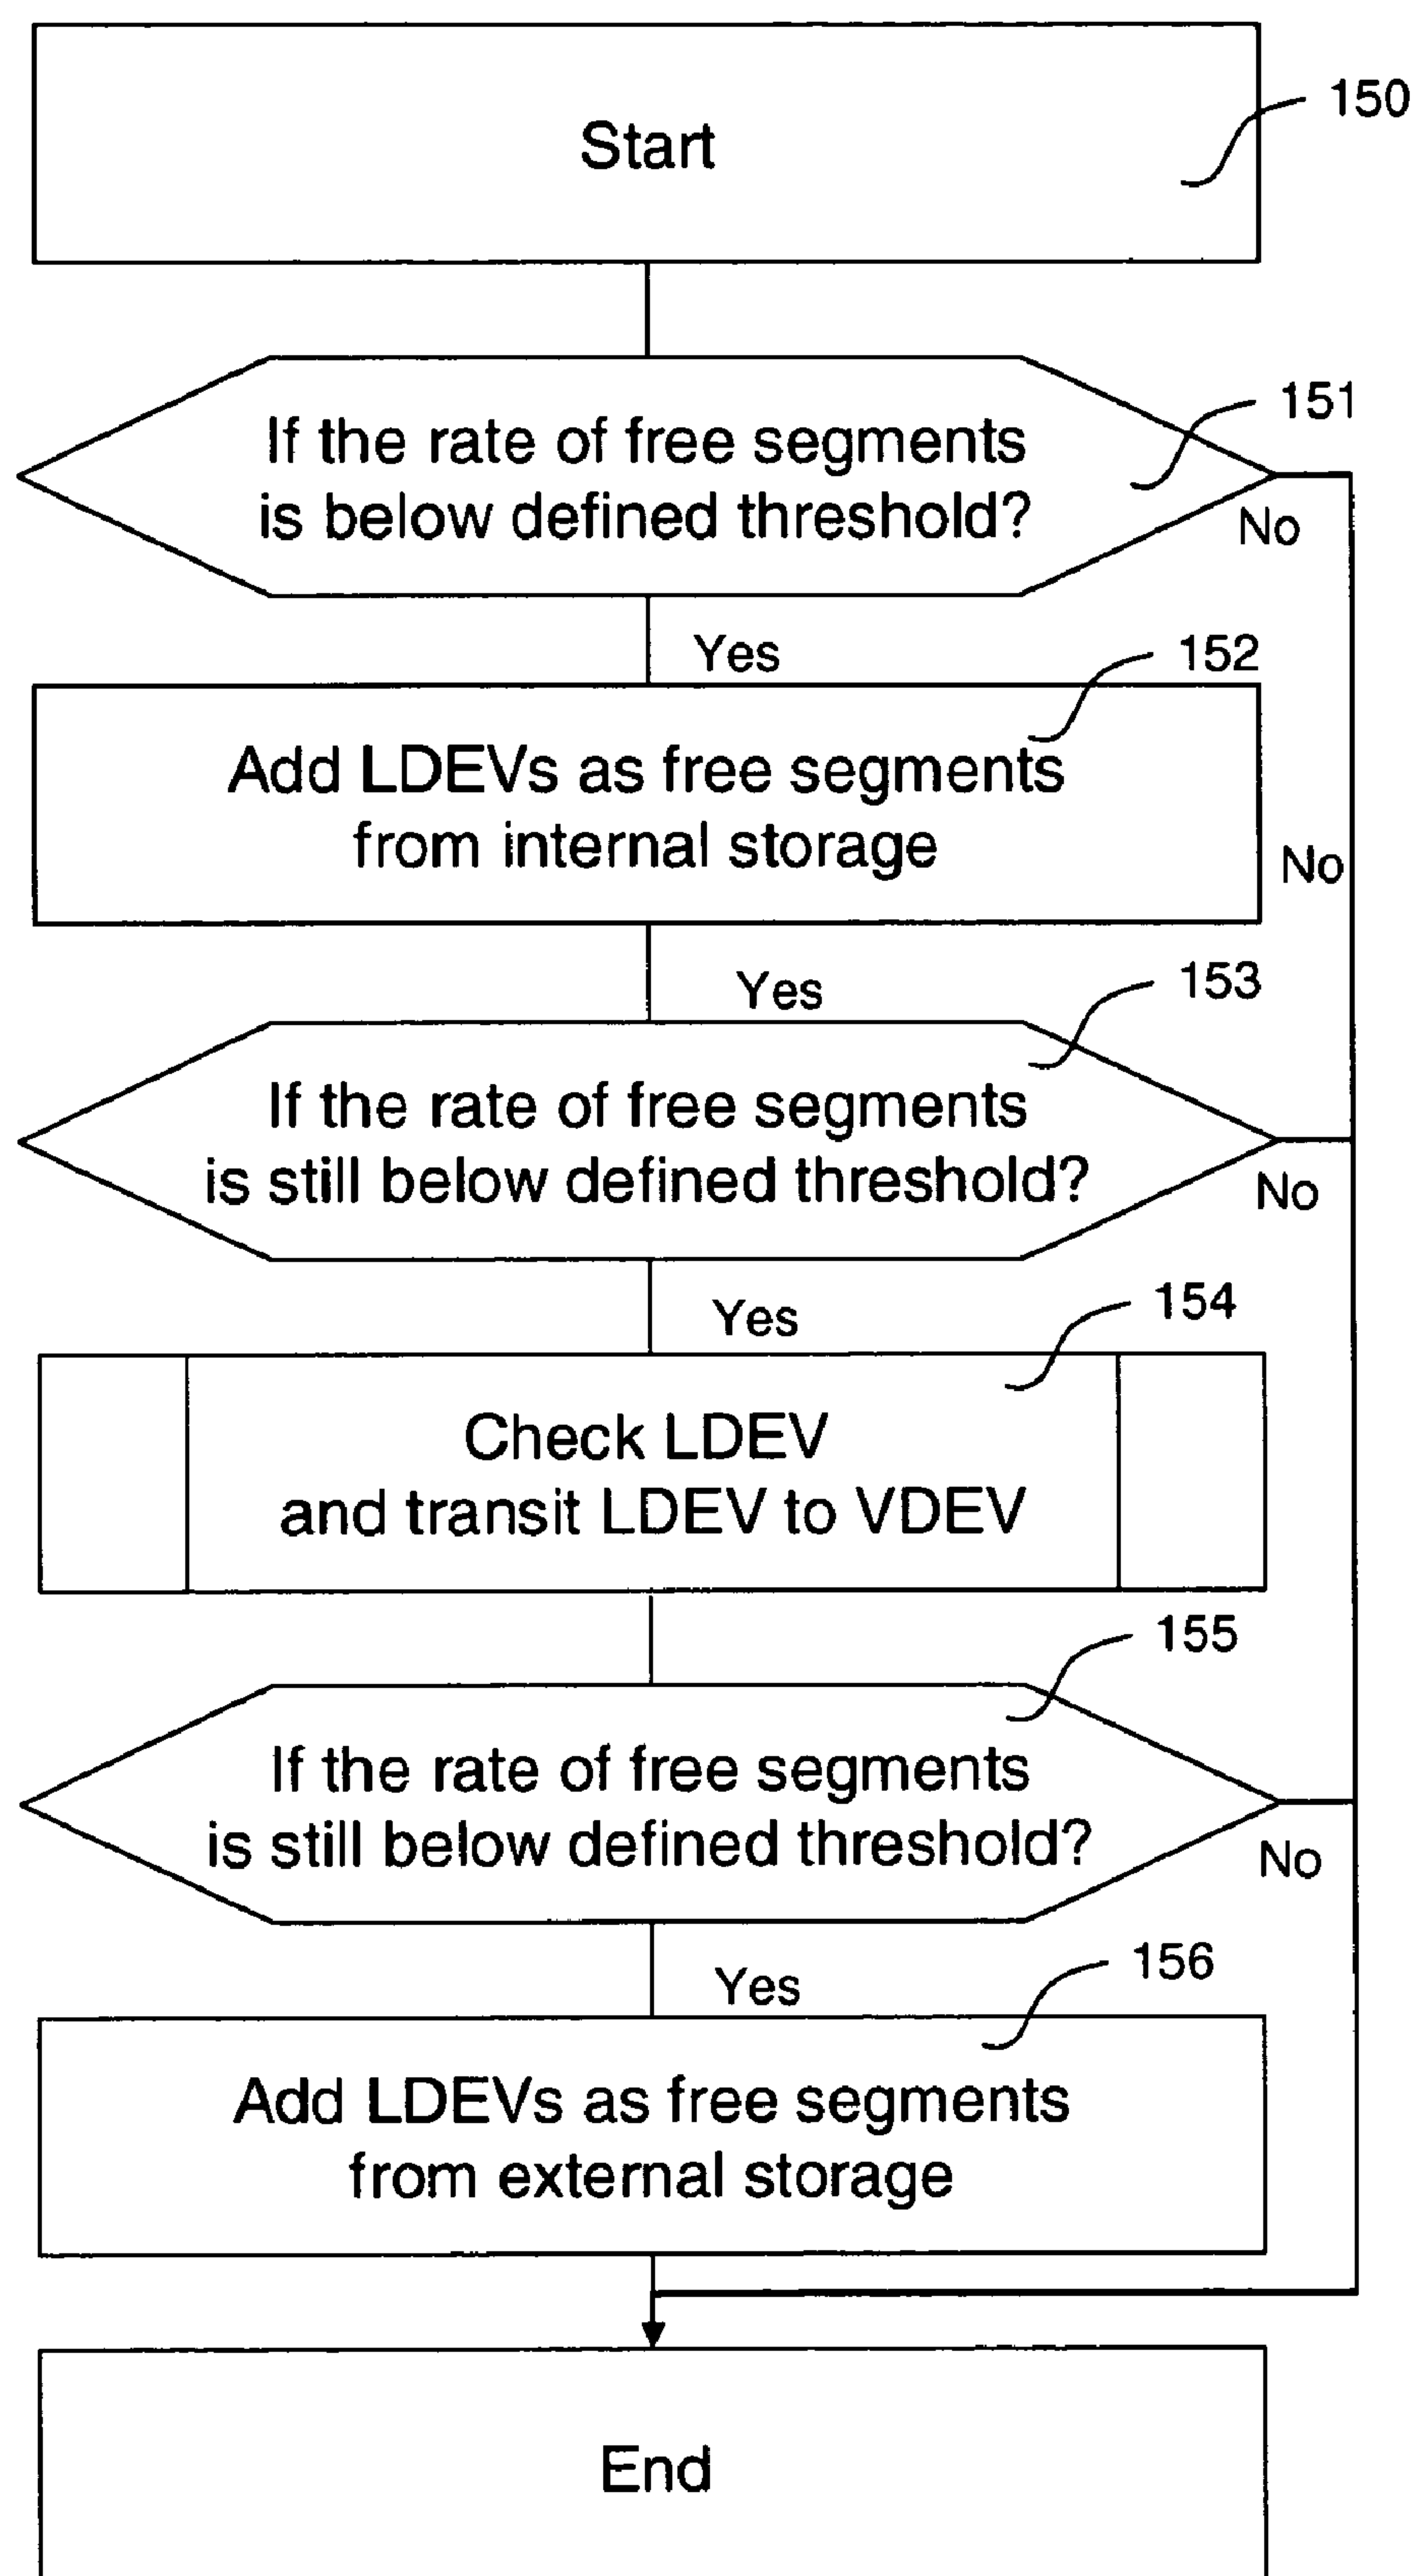 Start
150
If the rate of free segments
is below defined threshold?
151
No
Yes
152
Add LDEVs as free segments
from internal storage
No
Yes
153
If the rate of free segments
is still below defined threshold?
No
Yes
154
Check LDEV
and transit LDEV to VDEV
155
If the rate of free segments
is still below defined threshold?
No
Yes
156
Add LDEVs as free segments
from external storage
End